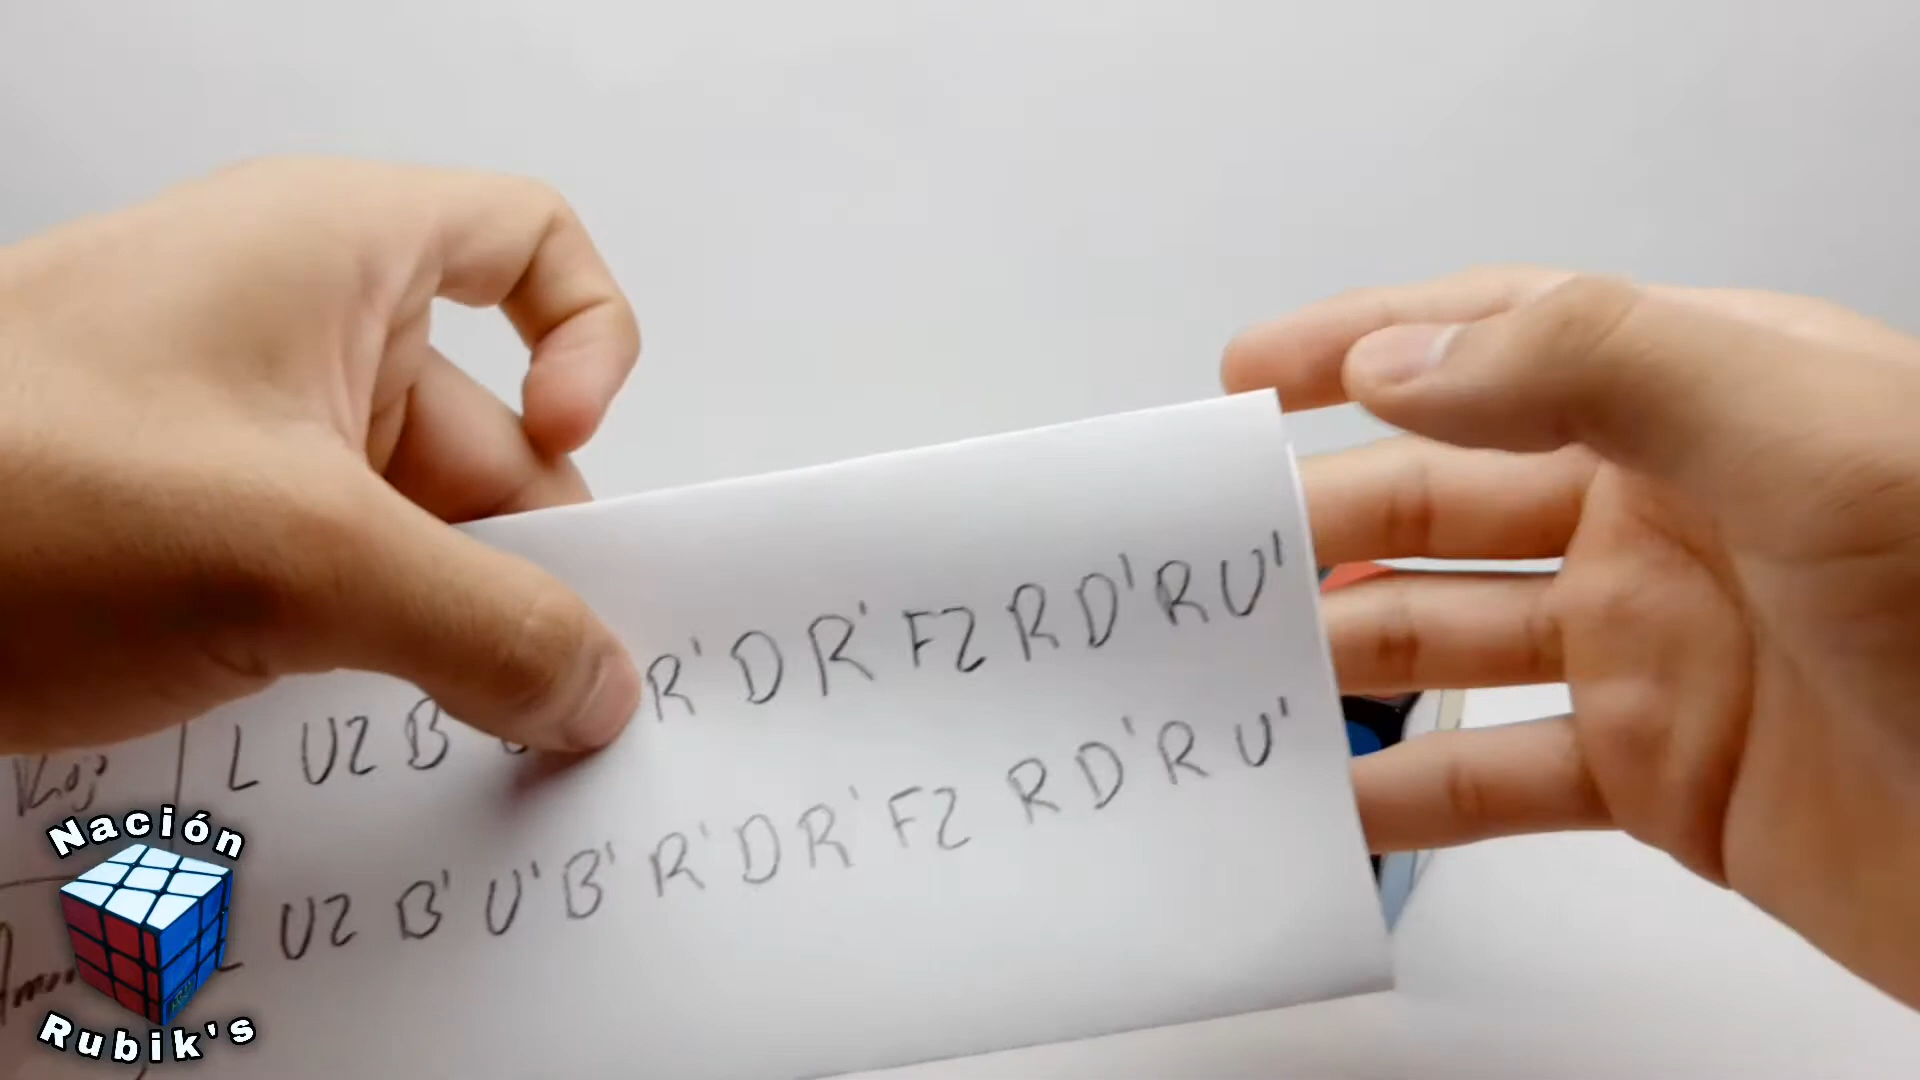 L U2 B R' D R' F2 R D' R U'
U2 B' U' B' R' D R' F2 R D' R U'
Nación
Rubik's